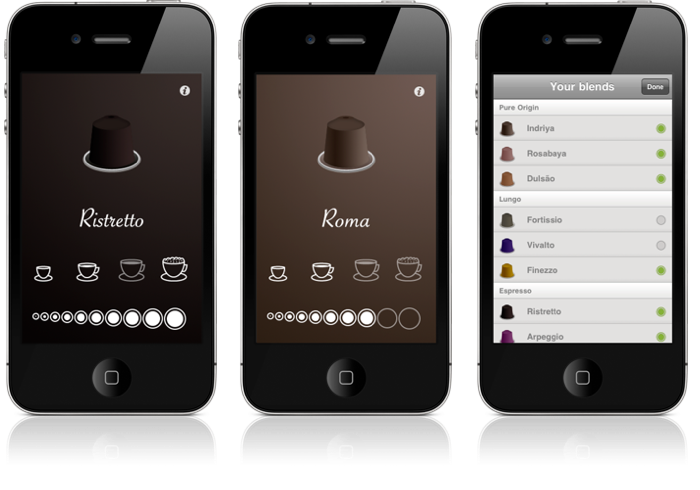 Ristretto
Roma
Your blends
Done
Pure Origin
Indriya
Rosabaya
Dulsão
Lungo
Fortissio
Vivalto
Finezzo
Espresso
Ristretto
Arpeggio